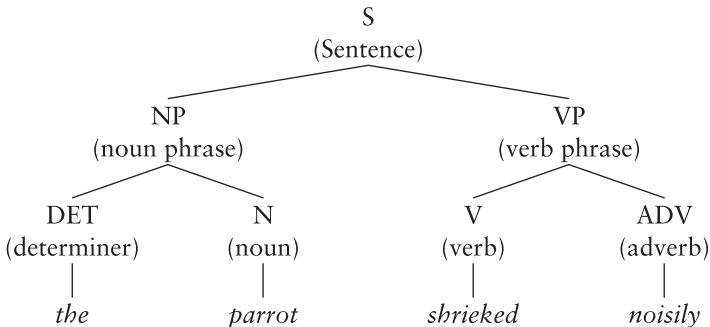 S
(Sentence)
NP VP
(noun phrase) (verb phrase)
DET N V ADV
(determiner) (noun) (verb) (adverb)
the parrot shrieked noisily